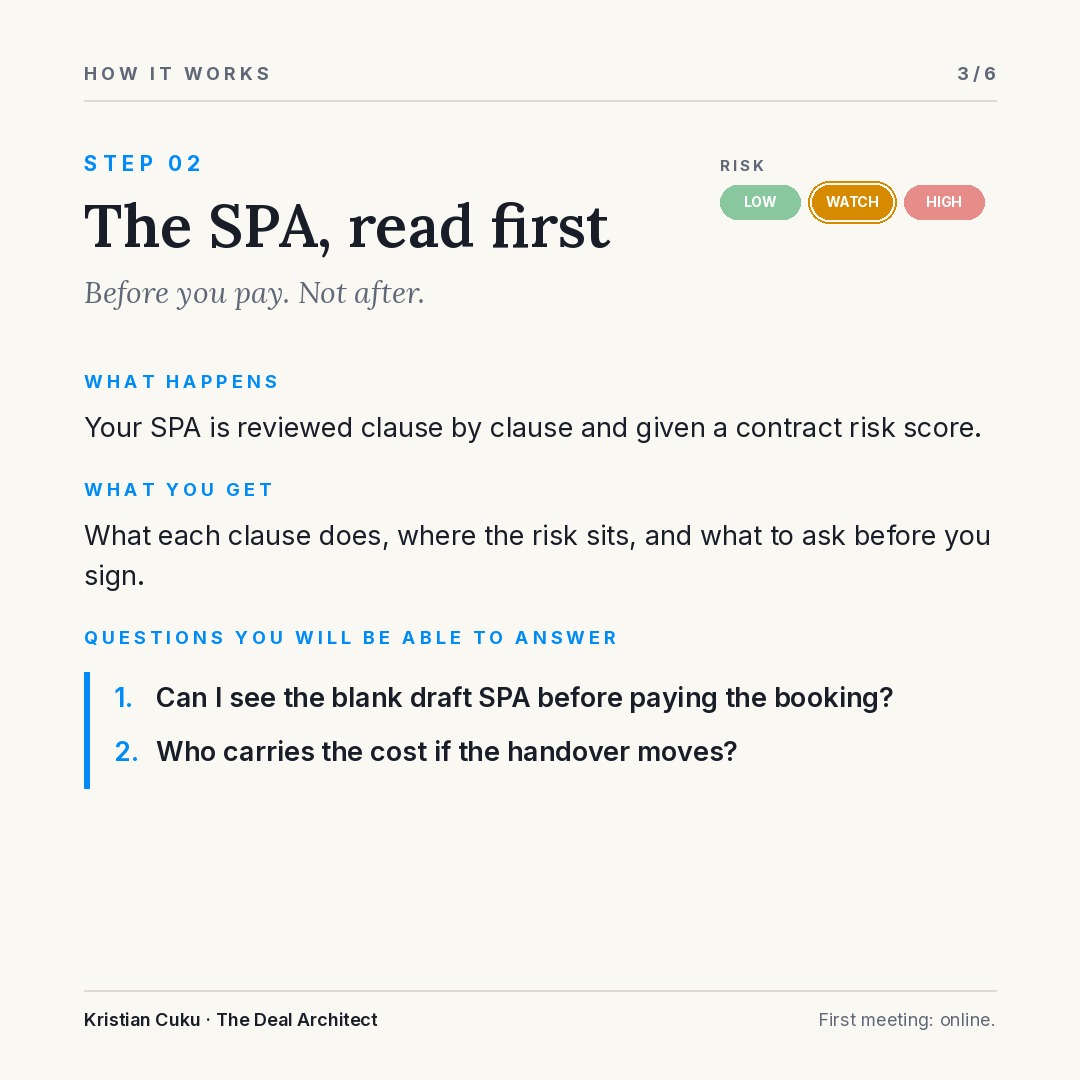 HOW IT WORKS
3/6
STEP 02
The SPA, read first
Before you pay. Not after.
RISK
LOW
WATCH
HIGH
WHAT HAPPENS
Your SPA is reviewed clause by clause and given a contract risk score.
WHAT YOU GET
What each clause does, where the risk sits, and what to ask before you
sign.
QUESTIONS YOU WILL BE ABLE TO ANSWER
1. Can I see the blank draft SPA before paying the booking?
2. Who carries the cost if the handover moves?
Kristian Cuku · The Deal Architect
First meeting: online.